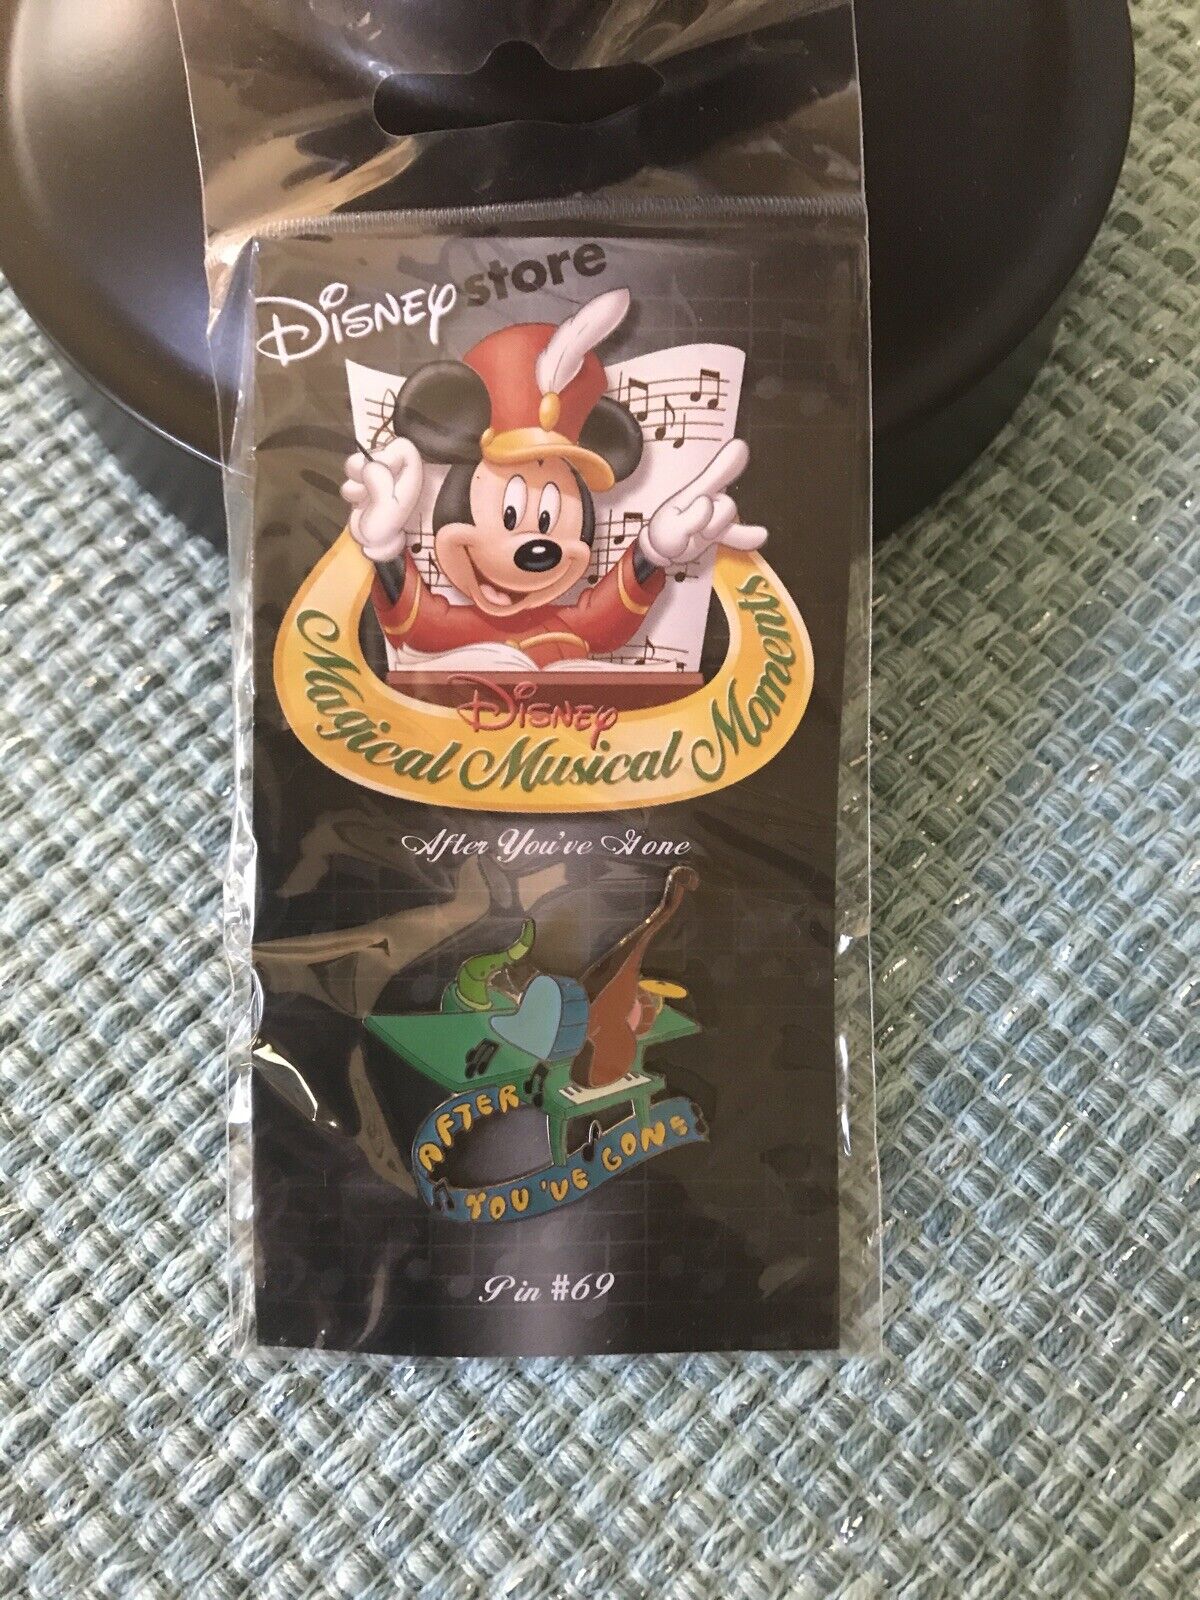 Disney store
Disney
Magical Musical Moments
After You've Gone
AFTER
YOU'VE GONE
Pin #69